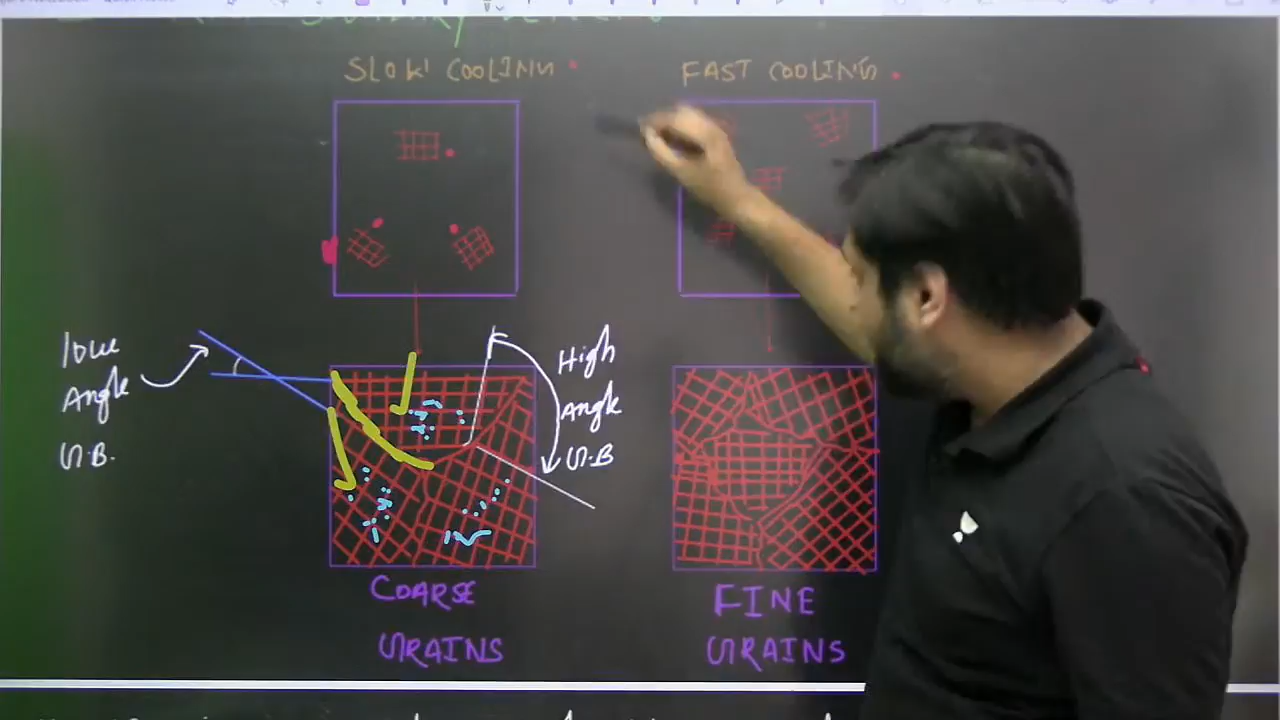 SLOW COOLING
FAST COOLING
low
Angle
G.B.
High
Angle
G.B
COARSE
GRAINS
FINE
GRAINS